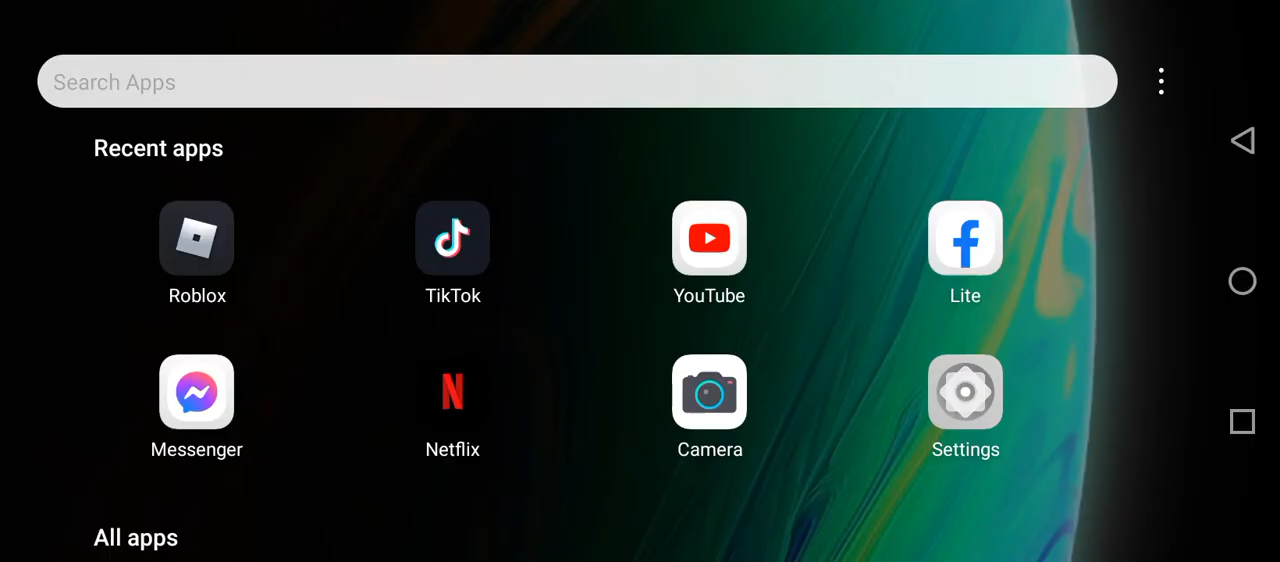 Search Apps
Recent apps
Roblox
TikTok
YouTube
Lite
Messenger
Netflix
Camera
Settings
All apps